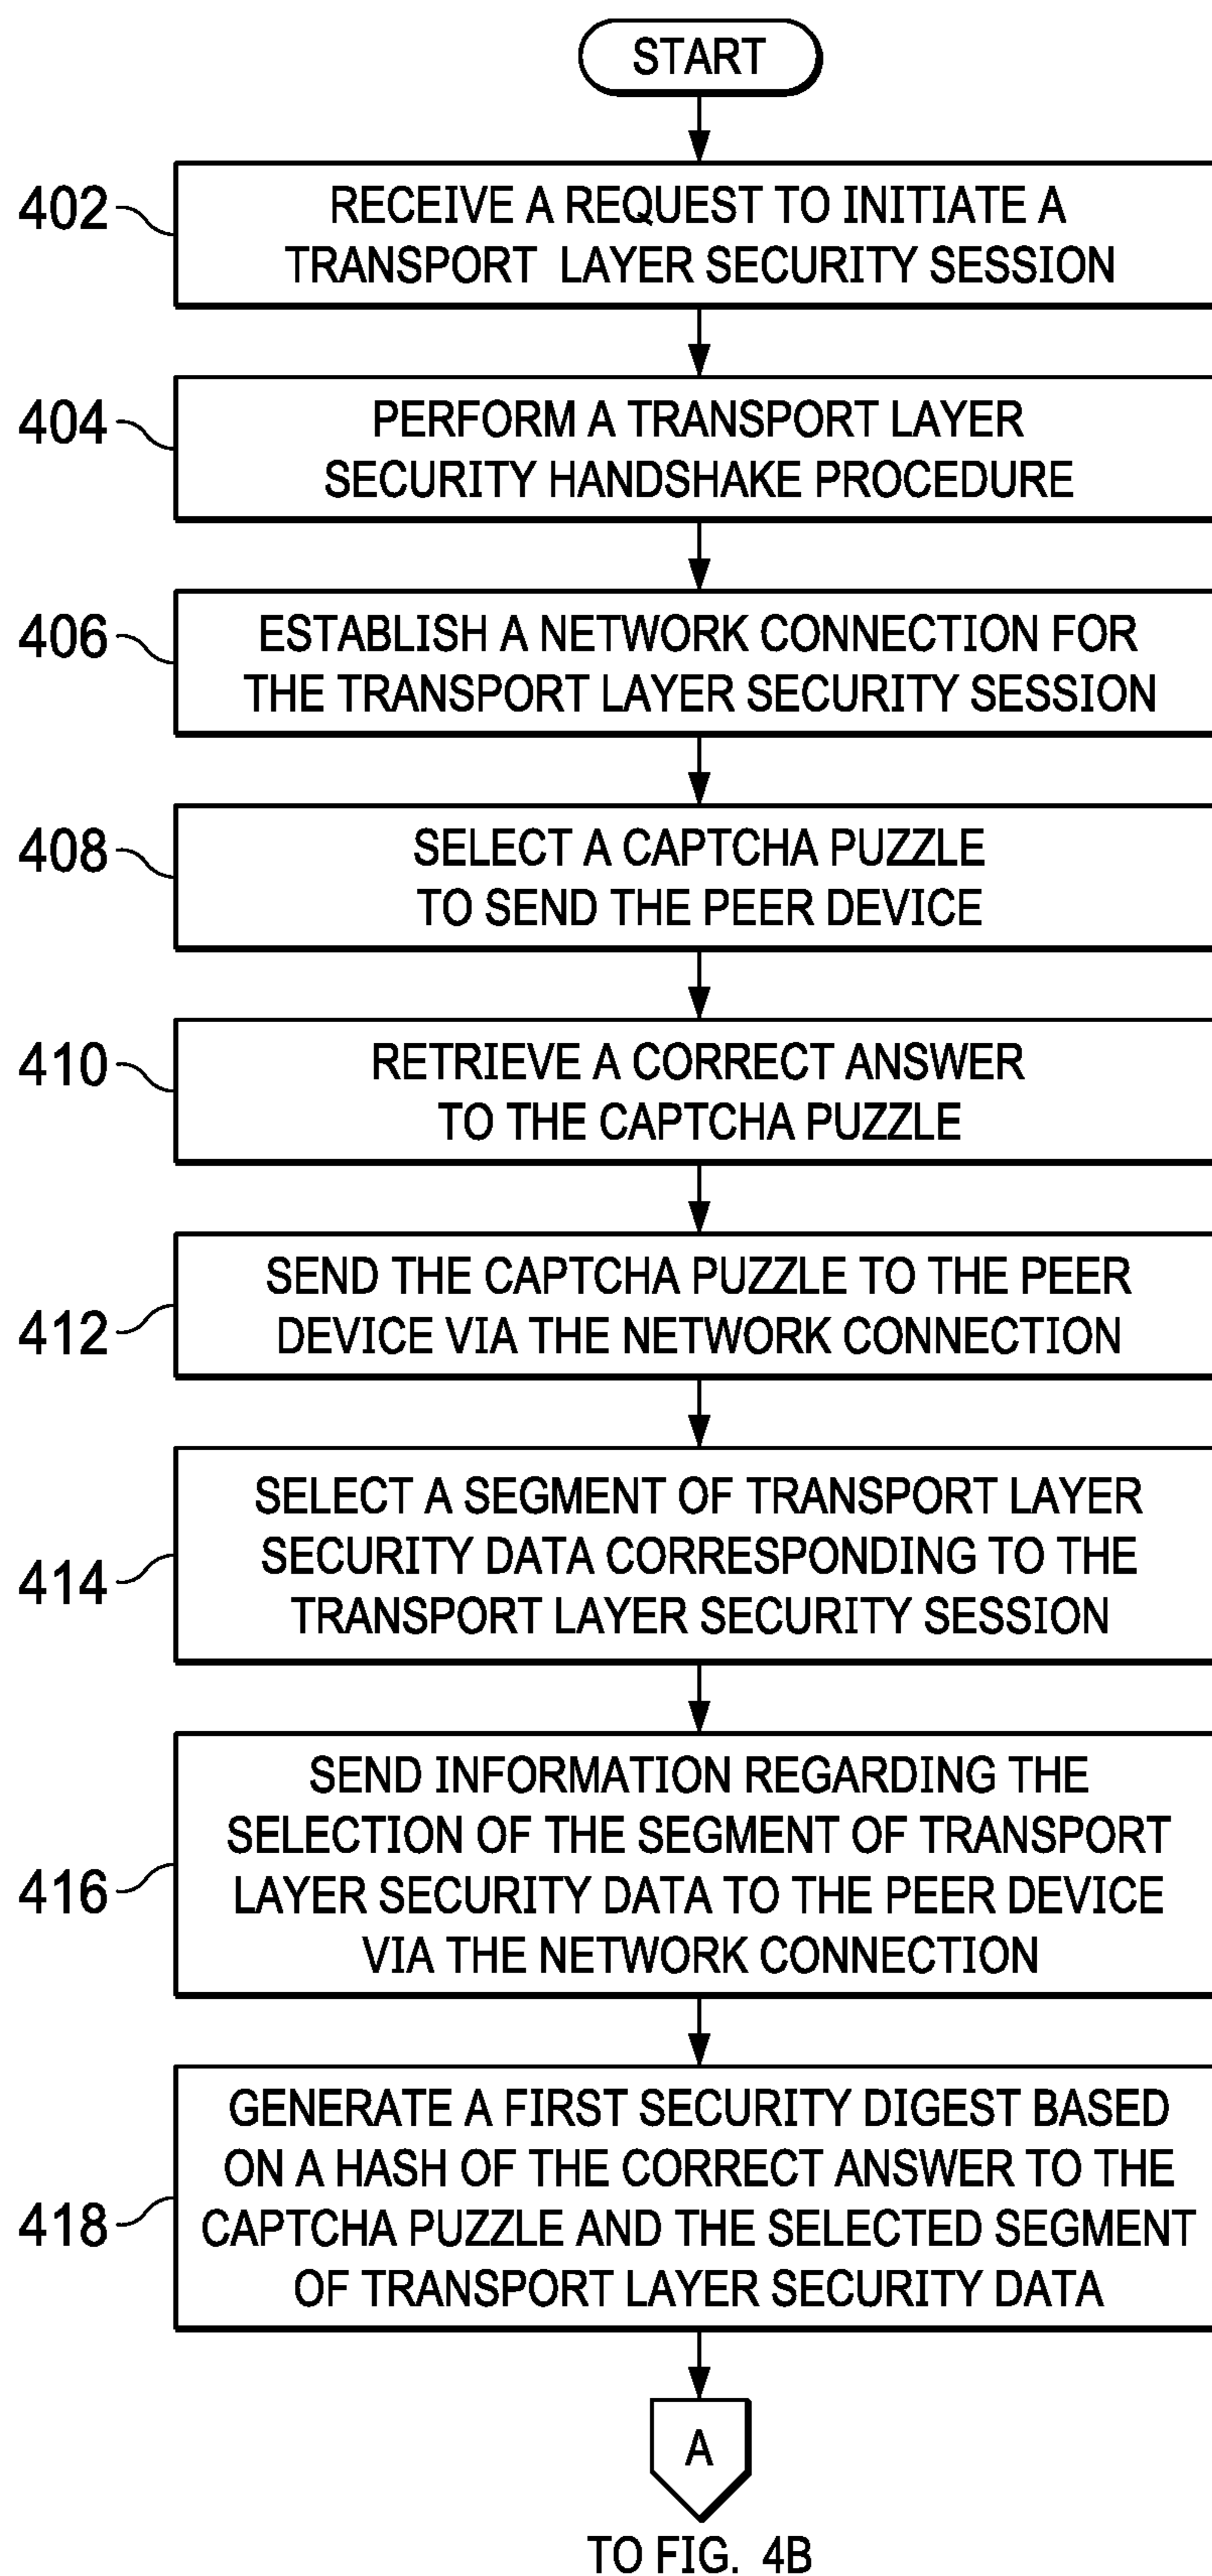 START
402
RECEIVE A REQUEST TO INITIATE A
TRANSPORT LAYER SECURITY SESSION
404
PERFORM A TRANSPORT LAYER
SECURITY HANDSHAKE PROCEDURE
406
ESTABLISH A NETWORK CONNECTION FOR
THE TRANSPORT LAYER SECURITY SESSION
408
SELECT A CAPTCHA PUZZLE
TO SEND THE PEER DEVICE
410
RETRIEVE A CORRECT ANSWER
TO THE CAPTCHA PUZZLE
412
SEND THE CAPTCHA PUZZLE TO THE PEER
DEVICE VIA THE NETWORK CONNECTION
414
SELECT A SEGMENT OF TRANSPORT LAYER
SECURITY DATA CORRESPONDING TO THE
TRANSPORT LAYER SECURITY SESSION
416
SEND INFORMATION REGARDING THE
SELECTION OF THE SEGMENT OF TRANSPORT
LAYER SECURITY DATA TO THE PEER DEVICE
VIA THE NETWORK CONNECTION
418
GENERATE A FIRST SECURITY DIGEST BASED
ON A HASH OF THE CORRECT ANSWER TO THE
CAPTCHA PUZZLE AND THE SELECTED SEGMENT
OF TRANSPORT LAYER SECURITY DATA
A
TO FIG. 4B